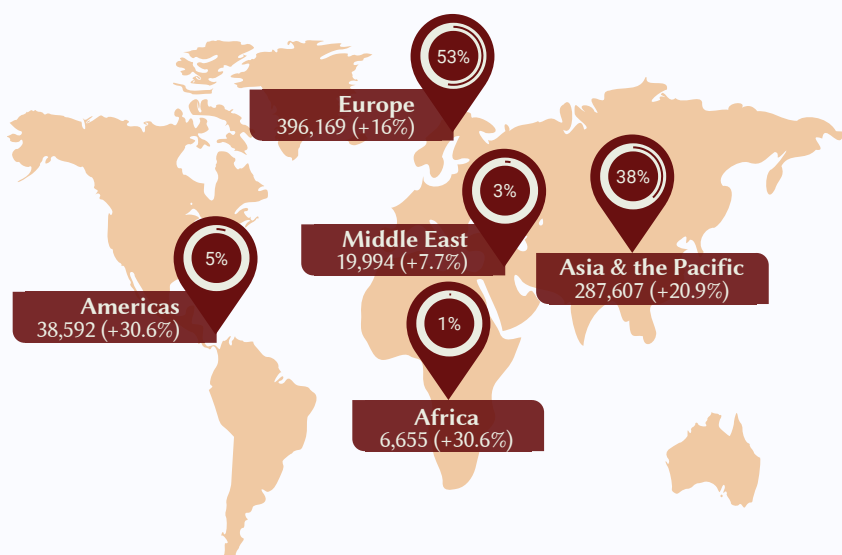 53%
Europe
396,169 (+16%)
3%
Middle East
19,994 (+7.7%)
38%
Asia & the Pacific
287,607 (+20.9%)
5%
Americas
38,592 (+30.6%)
1%
Africa
6,655 (+30.6%)